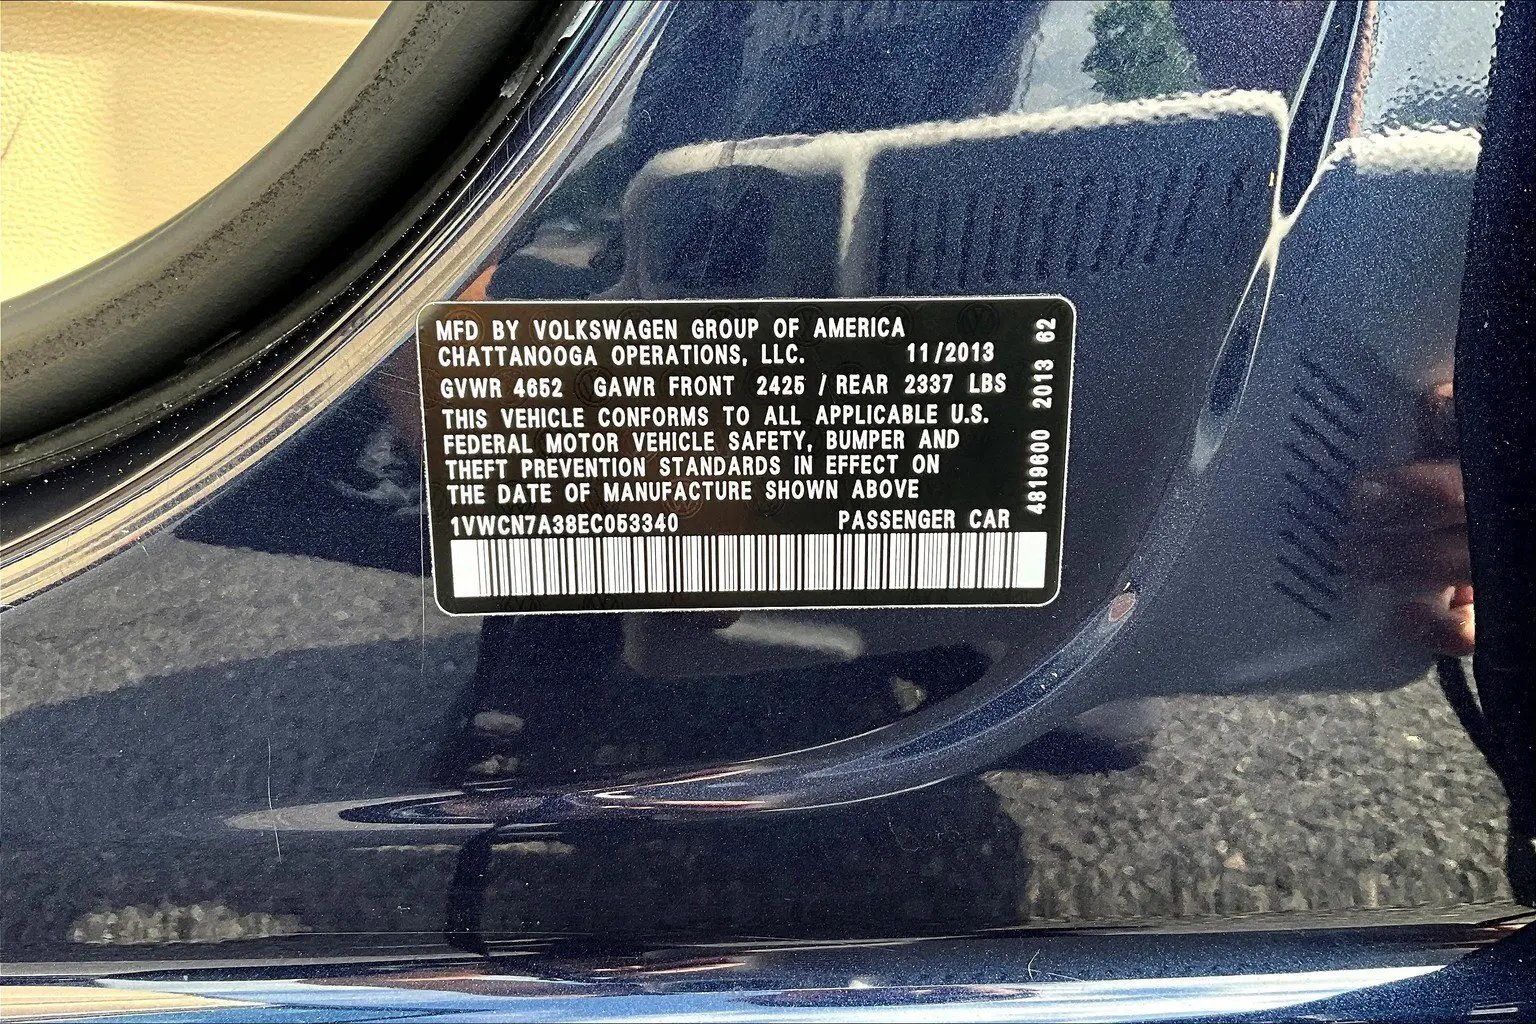 MFD BY VOLKSWAGEN GROUP OF AMERICA
CHATTANOOGA OPERATIONS, LLC. 11/2013
GVWR 4652 GAWR FRONT 2425 / REAR 2337 LBS
THIS VEHICLE CONFORMS TO ALL APPLICABLE U.S.
FEDERAL MOTOR VEHICLE SAFETY, BUMPER AND
THEFT PREVENTION STANDARDS IN EFFECT ON
THE DATE OF MANUFACTURE SHOWN ABOVE
1VWCN7A38EC053340 PASSENGER CAR
4819600 2013 62